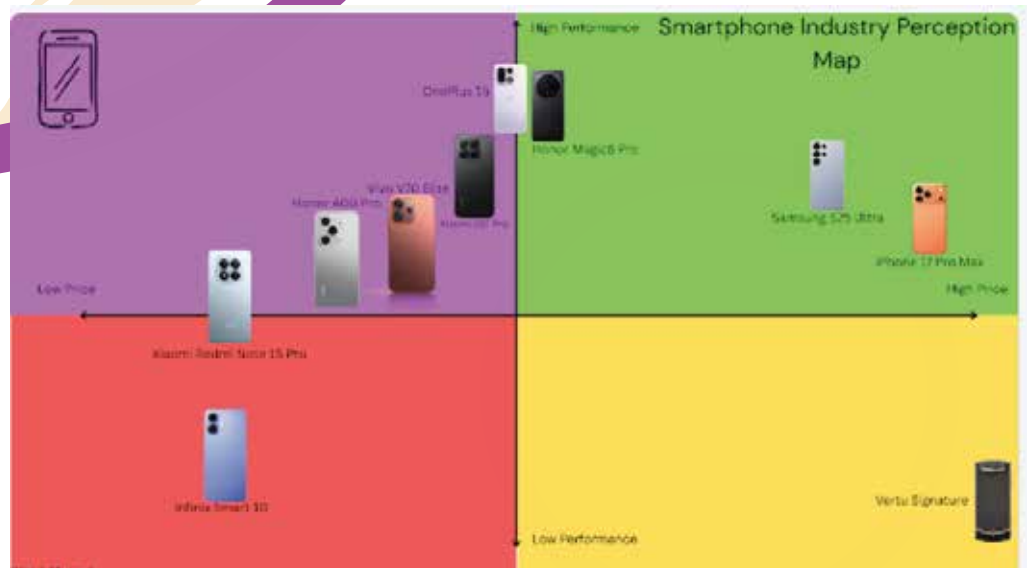 High Performance
Smartphone Industry Perception
Map
OnePlus 15
Honor Magic8 Pro
Vivo V70 Elite
Honor 400 Pro
Samsung S25 Ultra
iPhone 17 Pro Max
Low Price
High Price
Xiaomi Redmi Note 15 Pro
Infinix Smart 10
Vertu Signature
Low Performance